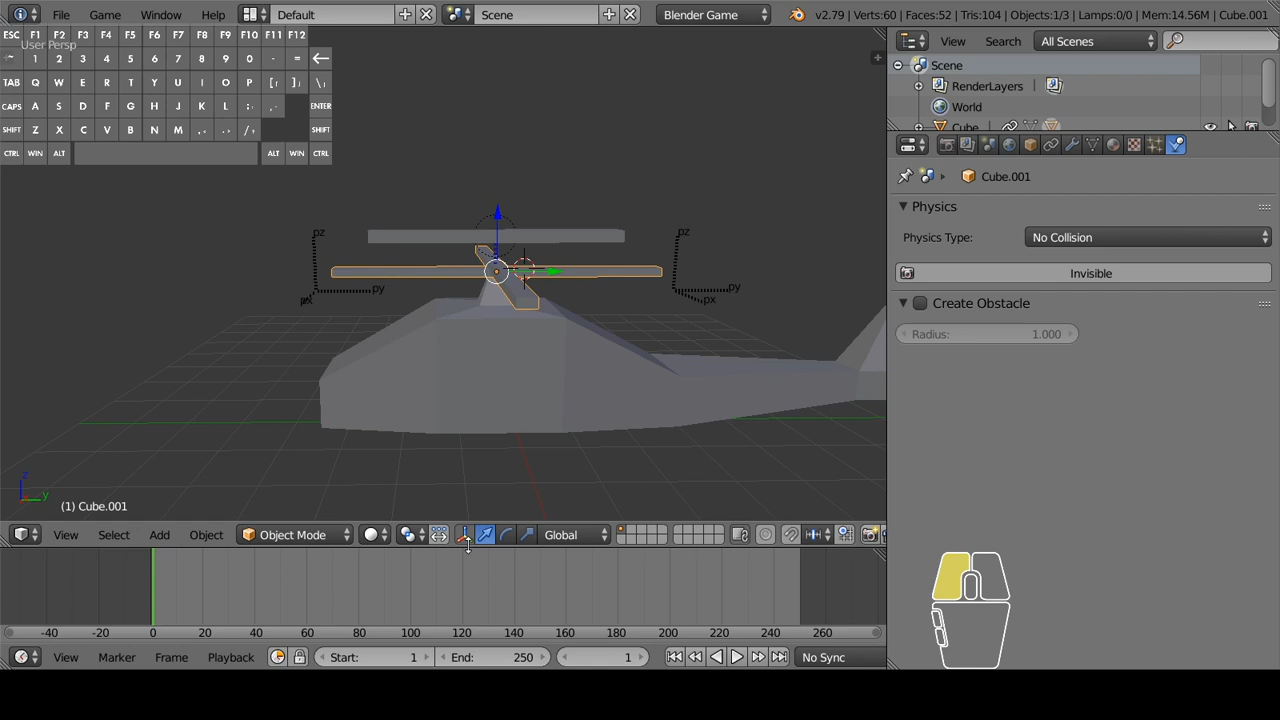 File Game Window Help Default Scene Blender Game v2.79 | Verts:60 | Faces:52 | Tris:104 | Objects:1/3 | Lamps:0/0 | Mem:14.56M | Cube.001
ESC F1 F2 F3 F4 F5 F6 F7 F8 F9 F10 F11 F12
User Persp
~ 1 2 3 4 5 6 7 8 9 0 - =
TAB Q W E R T Y U I O P [ ] \
CAPS A S D F G H J K L ; , ENTER
SHIFT Z X C V B N M , . / SHIFT
CTRL WIN ALT ALT WIN CTRL
View Search All Scenes
Scene
RenderLayers
World
Cube
Cube.001
Physics
Physics Type: No Collision
Invisible
Create Obstacle
Radius: 1.000
pz
pz
py
px
py
px
z
y
(1) Cube.001
View Select Add Object Object Mode Global
-40 -20 0 20 40 60 80 100 120 140 160 180 200 220 240 260
View Marker Frame Playback Start: 1 End: 250 1 No Sync